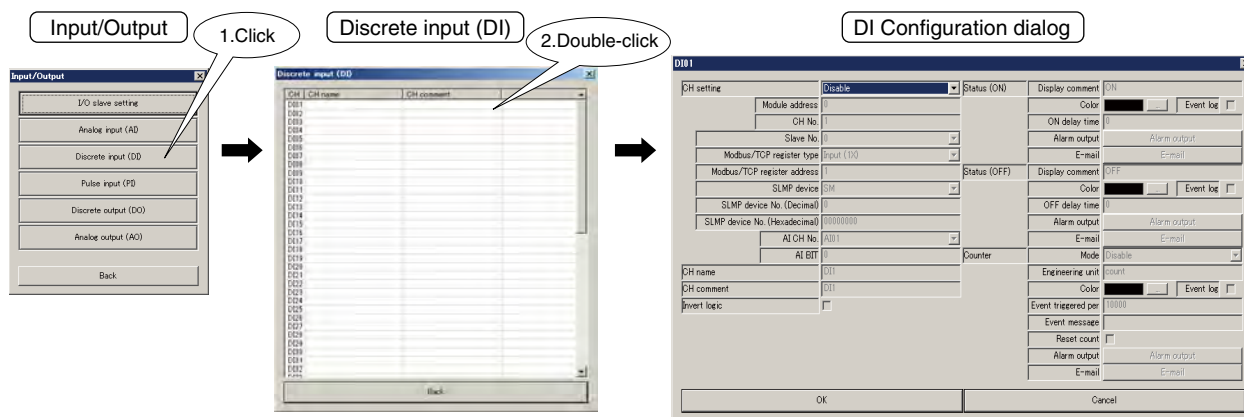 Input/Output
1.Click
Discrete input (DI)
2.Double-click
DI Configuration dialog
Input/Output
I/O slave setting
Analog input (AI)
Discrete input (DI)
Pulse input (PI)
Discrete output (DO)
Analog output (AO)
Back
Discrete input (DI)
CH CH name CH comment
DI01
DI02
DI03
DI04
DI05
DI06
DI07
DI08
DI09
DI10
DI11
DI12
DI13
DI14
DI15
DI16
DI17
DI18
DI19
DI20
DI21
DI22
DI23
DI24
DI25
DI26
DI27
DI28
DI29
DI30
DI31
DI32
Back
DI01
CH setting Disable Status (ON) Display comment ON
Module address 0 Color ... Event log
CH No. 1 ON delay time 0
Slave No. 0 Alarm output Alarm output
Modbus/TCP register type Input (1X) E-mail E-mail
Modbus/TCP register address 1 Status (OFF) Display comment OFF
SLMP device SM Color ... Event log
SLMP device No. (Decimal) 0 OFF delay time 0
SLMP device No. (Hexadecimal) 00000000 Alarm output Alarm output
AI CH No. AI01 E-mail E-mail
AI BIT 0 Counter Mode Disable
CH name DI1 Engineering unit count
CH comment DI1 Color ... Event log
Invert logic Event triggered per 10000
Event message
Reset count
Alarm output Alarm output
E-mail E-mail
OK Cancel